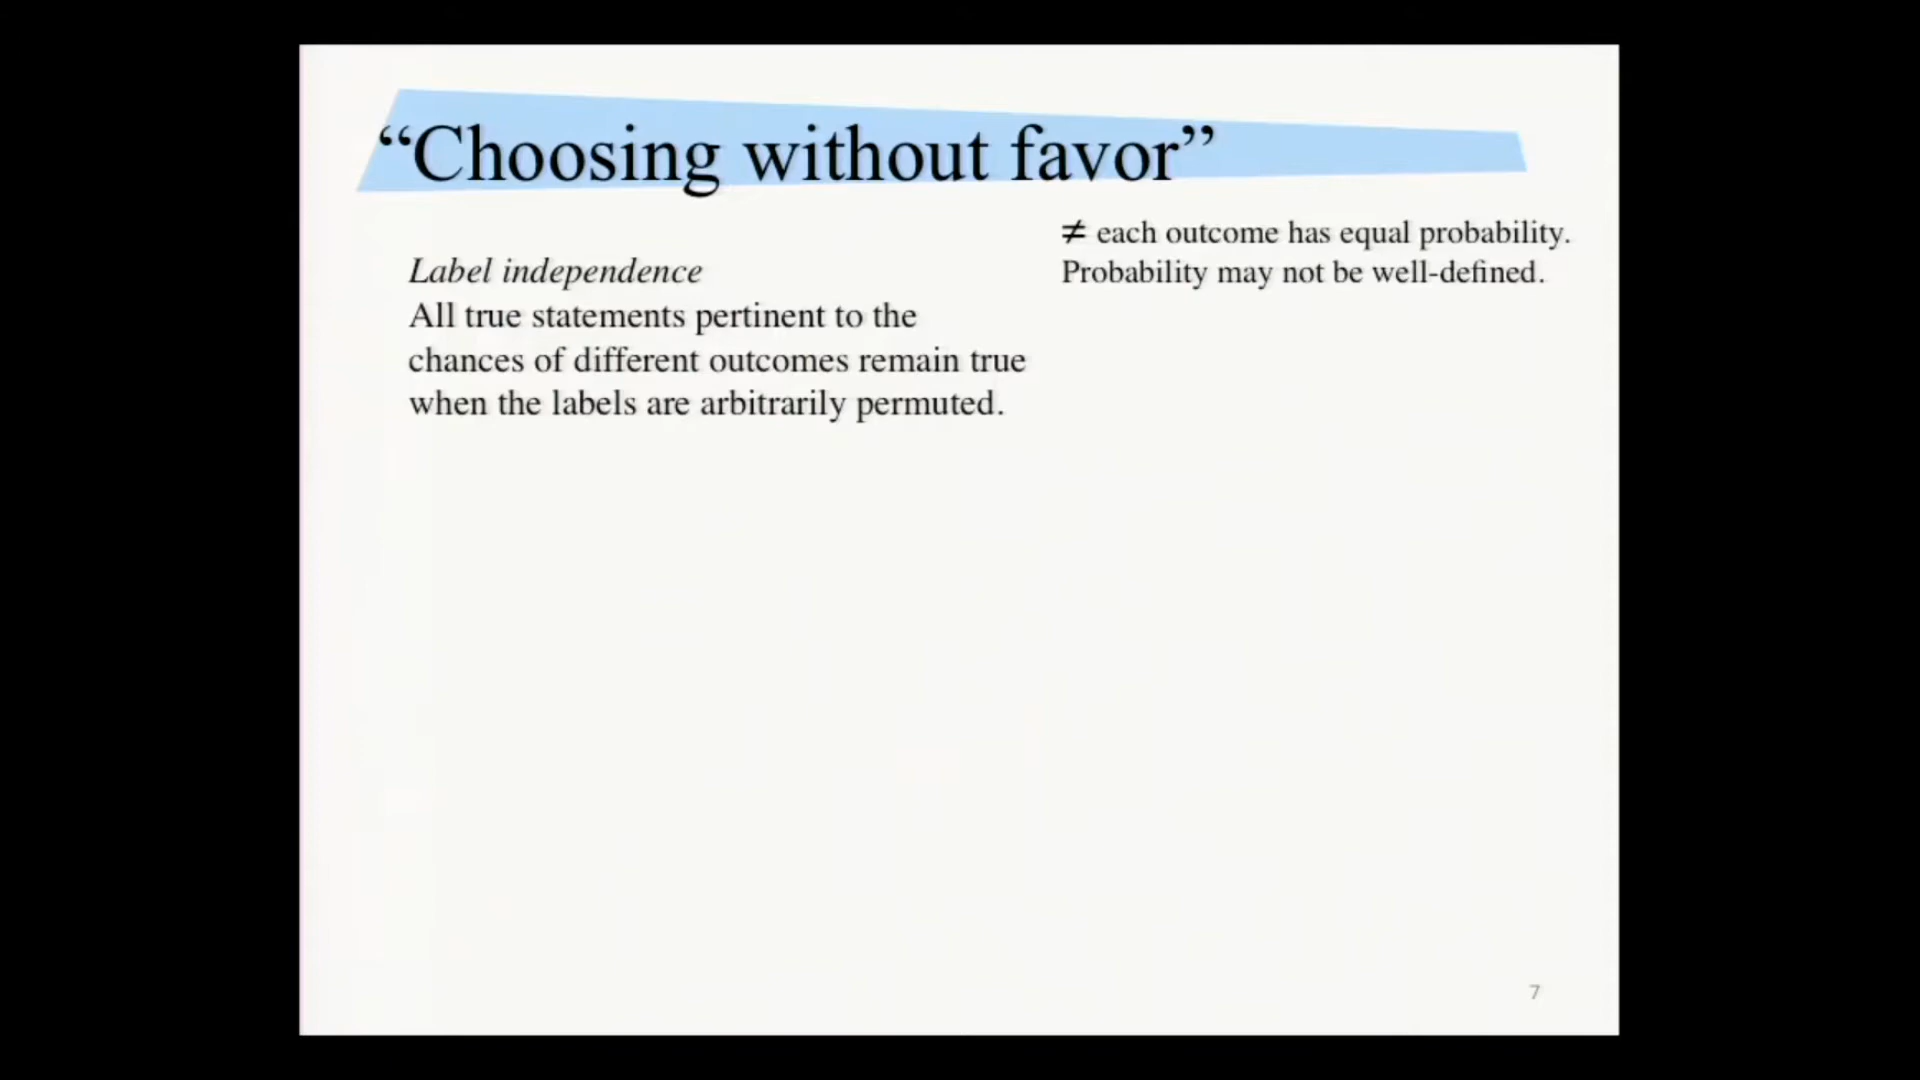 “Choosing without favor”
≠ each outcome has equal probability.
Probability may not be well-defined.
Label independence
All true statements pertinent to the
chances of different outcomes remain true
when the labels are arbitrarily permuted.
7